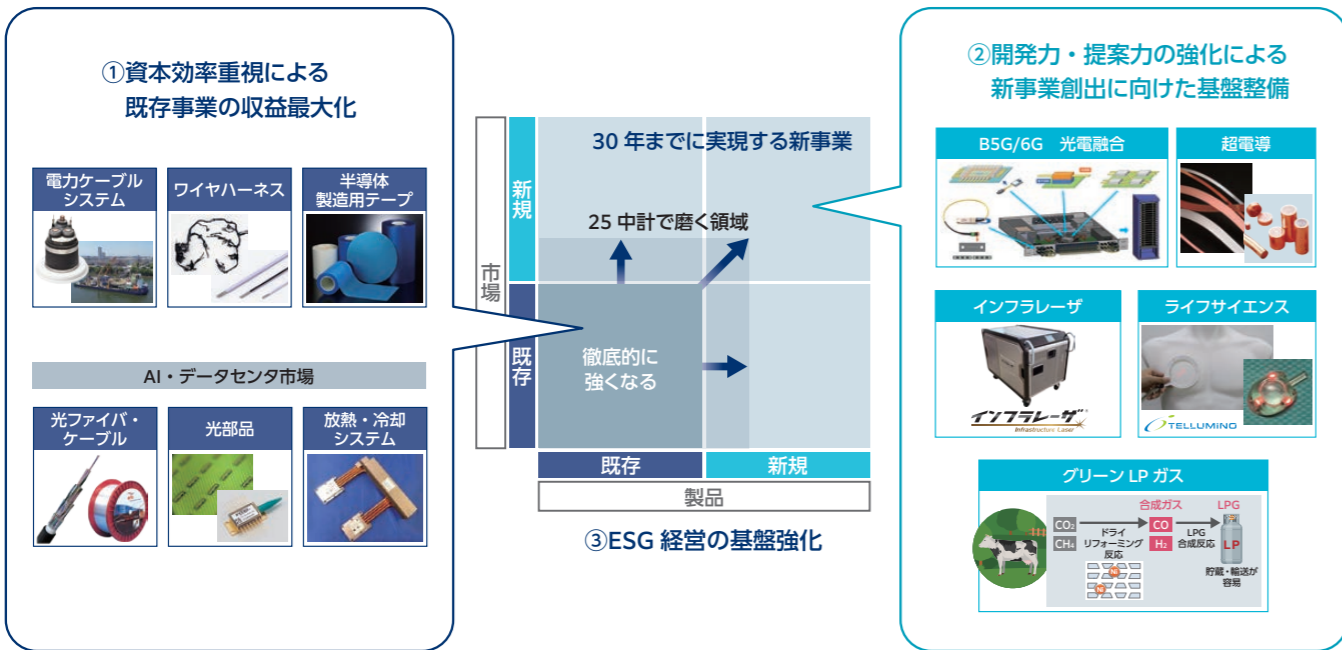 ①資本効率重視による
既存事業の収益最大化
電力ケーブル
システム
ワイヤハーネス
半導体
製造用テープ
AI・データセンタ市場
光ファイバ・
ケーブル
光部品
放熱・冷却
システム
30 年までに実現する新事業
25 中計で磨く領域
徹底的に
強くなる
市場
新規
既存
既存
新規
製品
③ESG 経営の基盤強化
②開発力・提案力の強化による
新事業創出に向けた基盤整備
B5G/6G 光電融合
超電導
インフラレーザ
インフラレーザ
Infrastructure Laser
ライフサイエンス
TELLUMINO
グリーン LP ガス
合成ガス
LPG
CO₂
CH₄
ドライ
リフォーミング
反応
CO
H₂
LPG
合成反応
LP
貯蔵・輸送が
容易
Ni
Ni